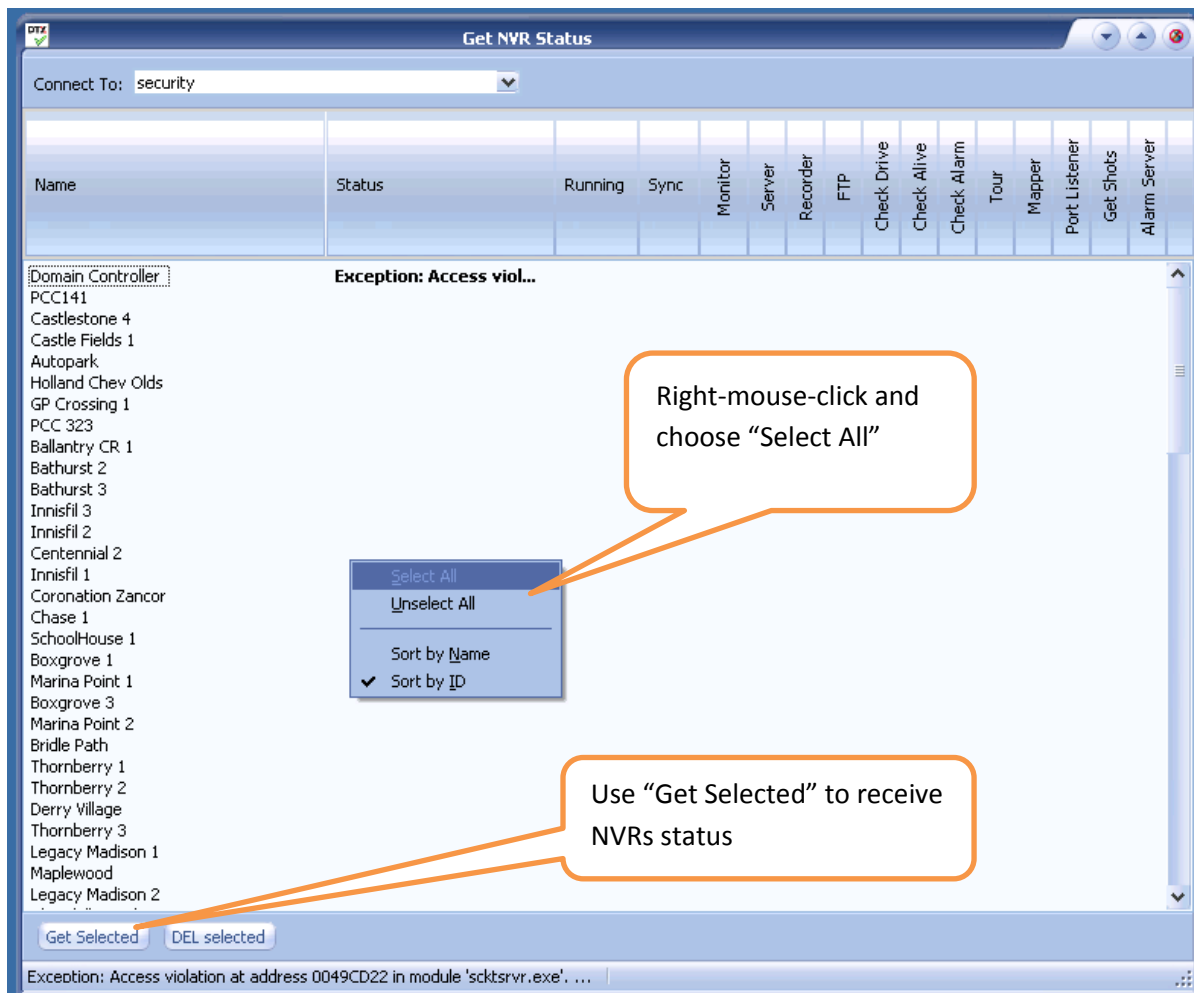 DTX
Get NVR Status
Connect To: security
Name
Status
Running
Sync
Monitor
Server
Recorder
FTP
Check Drive
Check Alive
Check Alarm
Tour
Mapper
Port Listener
Get Shots
Alarm Server
Domain Controller
Exception: Access viol...
PCC141
Castlestone 4
Castle Fields 1
Autopark
Holland Chev Olds
GP Crossing 1
PCC 323
Ballantry CR 1
Bathurst 2
Bathurst 3
Innisfil 3
Innisfil 2
Centennial 2
Innisfil 1
Coronation Zancor
Chase 1
SchoolHouse 1
Boxgrove 1
Marina Point 1
Boxgrove 3
Marina Point 2
Bridle Path
Thornberry 1
Thornberry 2
Derry Village
Thornberry 3
Legacy Madison 1
Maplewood
Legacy Madison 2
Right-mouse-click and
choose “Select All”
Select All
Unselect All
Sort by Name
Sort by ID
Use “Get Selected” to receive
NVRs status
Get Selected
DEL selected
Exception: Access violation at address 0049CD22 in module 'scktsrvr.exe'. ...